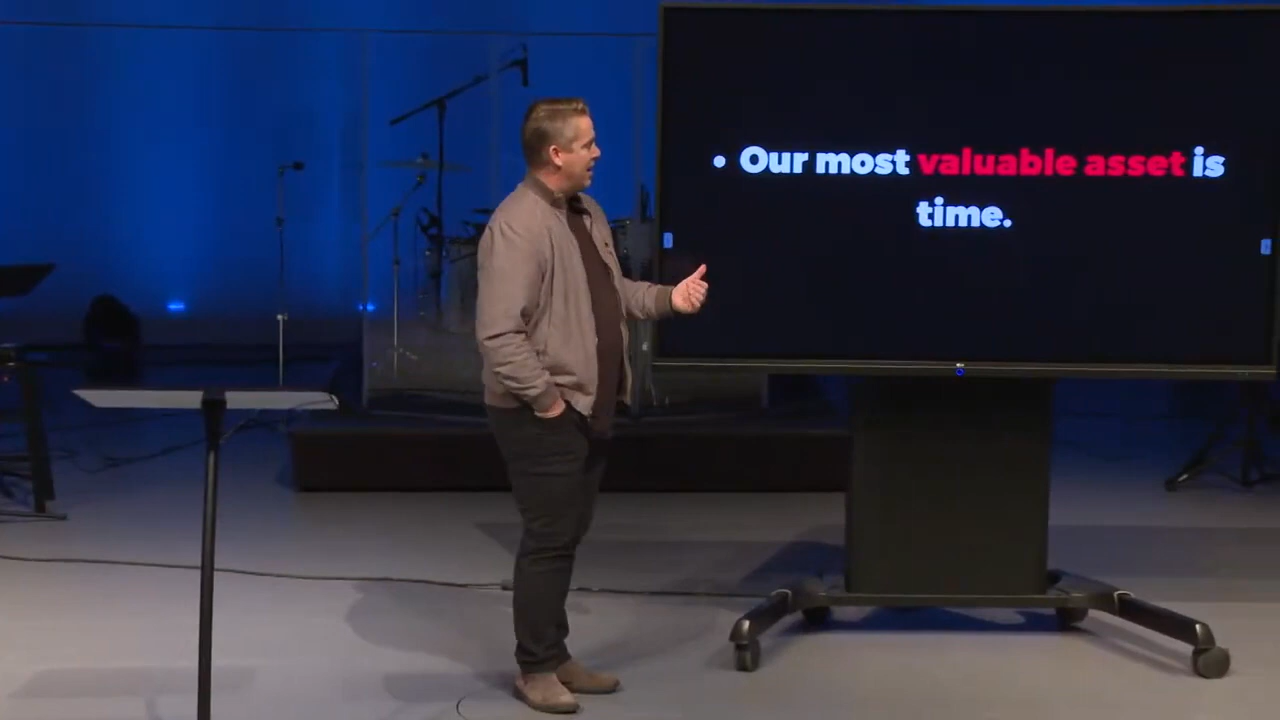 • Our most valuable asset is
time.